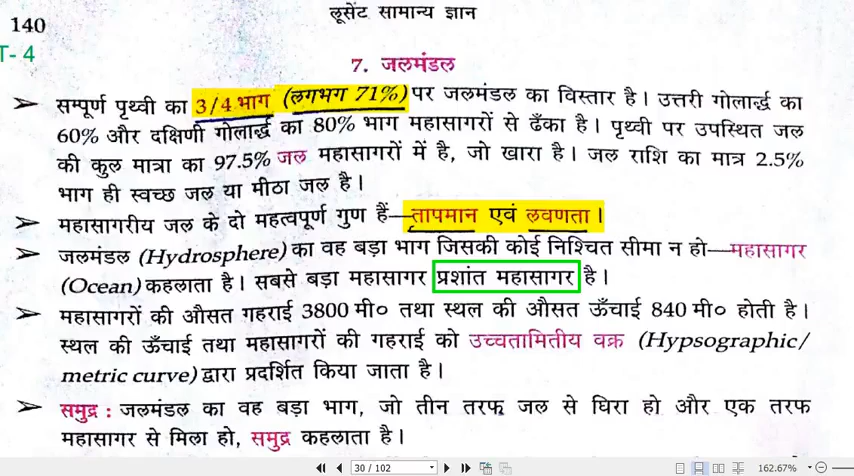 लूसेंट सामान्य ज्ञान
140
T- 4
7. जलमंडल
➢ सम्पूर्ण पृथ्वी का 3/4 भाग (लगभग 71%) पर जलमंडल का विस्तार है। उत्तरी गोलार्द्ध का
60% और दक्षिणी गोलार्द्ध का 80% भाग महासागरों से ढँका है। पृथ्वी पर उपस्थित जल
की कुल मात्रा का 97.5% जल महासागरों में है, जो खारा है। जल राशि का मात्र 2.5%
भाग ही स्वच्छ जल या मीठा जल है।
➢ महासागरीय जल के दो महत्वपूर्ण गुण हैं—तापमान एवं लवणता।
➢ जलमंडल (Hydrosphere) का वह बड़ा भाग जिसकी कोई निश्चित सीमा न हो—महासागर
(Ocean) कहलाता है। सबसे बड़ा महासागर प्रशांत महासागर है।
➢ महासागरों की औसत गहराई 3800 मी० तथा स्थल की औसत ऊँचाई 840 मी० होती है।
स्थल की ऊँचाई तथा महासागरों की गहराई को उच्चतामितीय वक्र (Hypsographic/
metric curve) द्वारा प्रदर्शित किया जाता है।
➢ समुद्र : जलमंडल का वह बड़ा भाग, जो तीन तरफ जल से घिरा हो और एक तरफ
महासागर से मिला हो, समुद्र कहलाता है।
30 / 102
162.67%